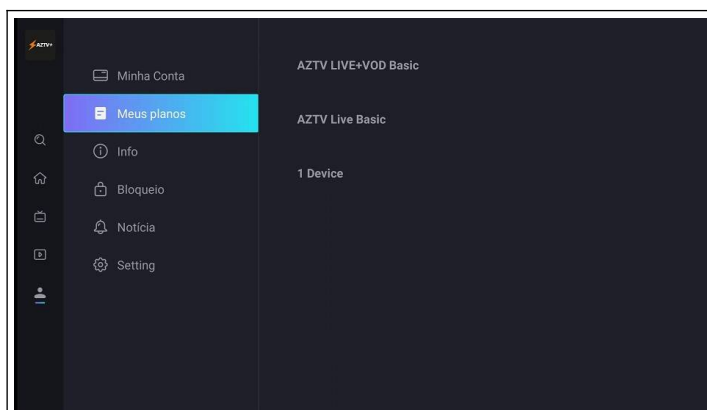 AZTV+
Minha Conta
Meus planos
Info
Bloqueio
Notícia
Setting
AZTV LIVE+VOD Basic
AZTV Live Basic
1 Device